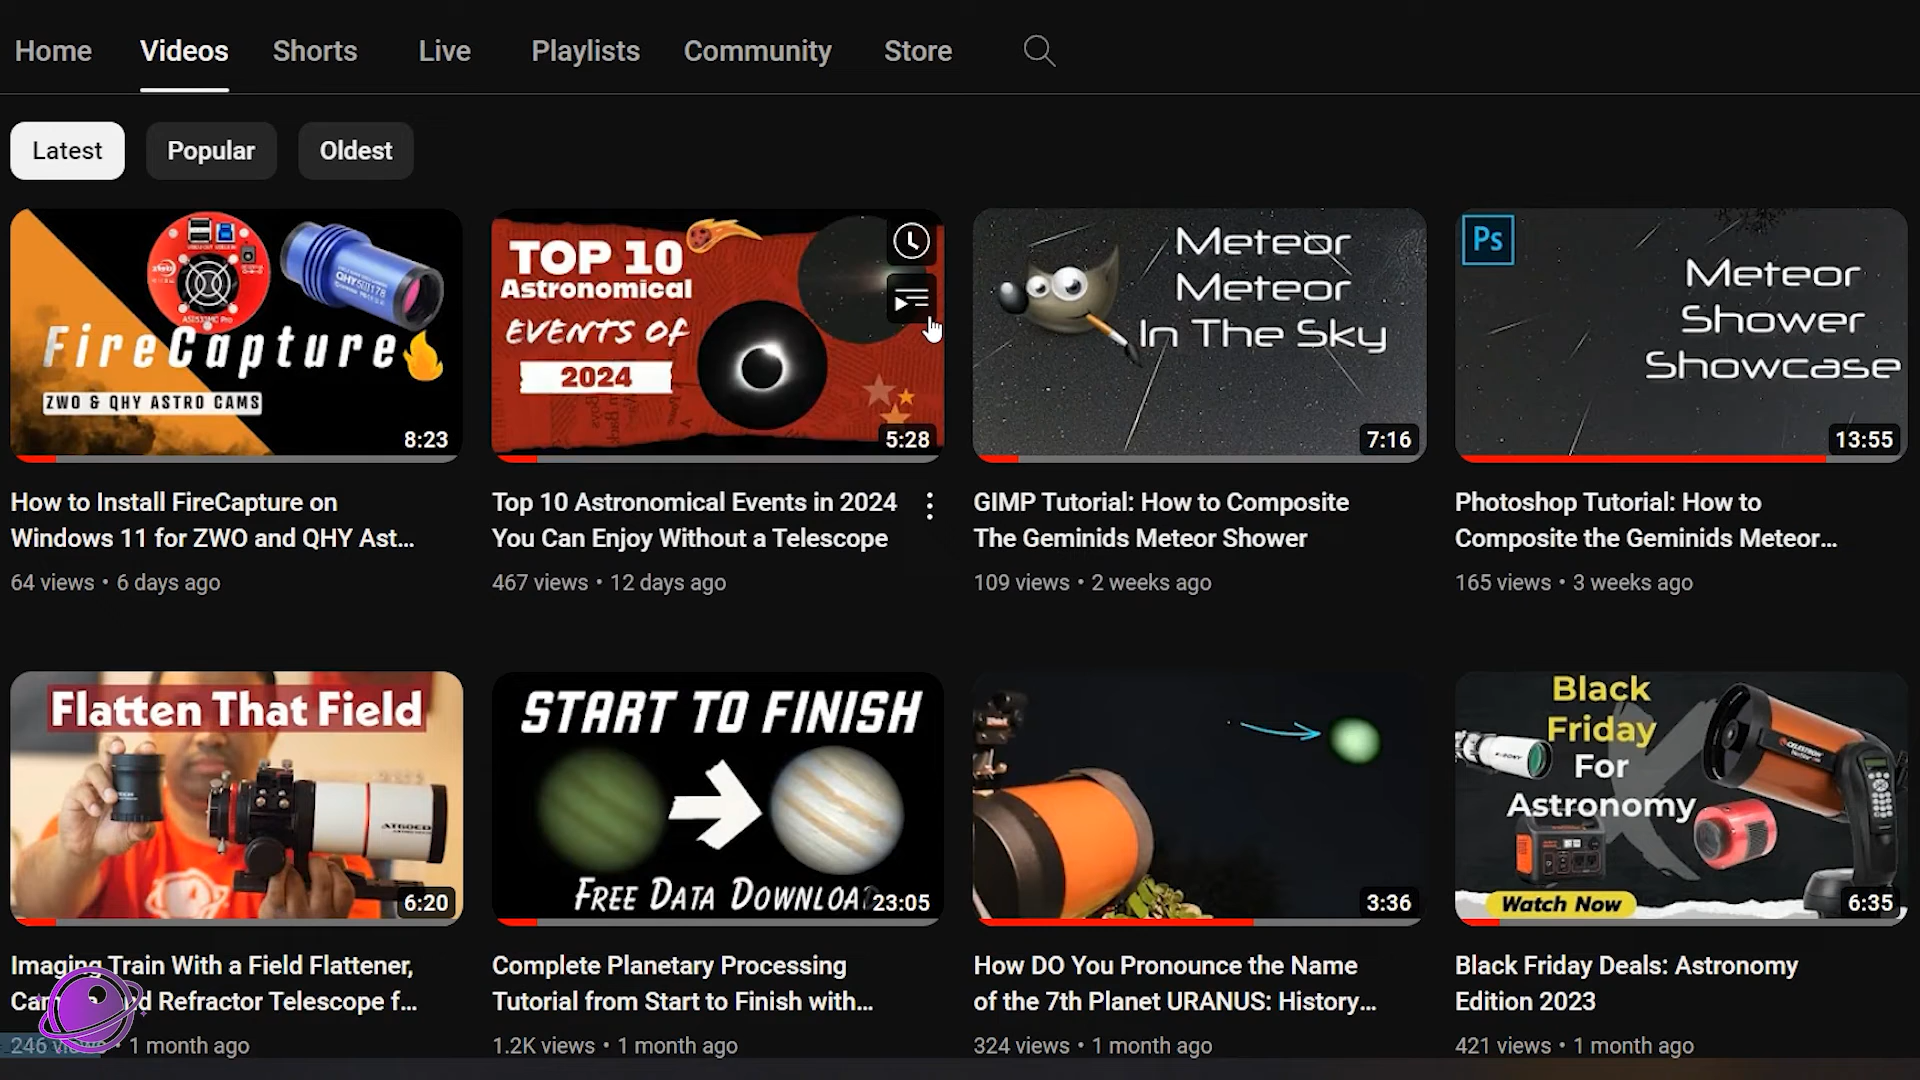 Home Videos Shorts Live Playlists Community Store
Latest Popular Oldest
FireCapture
ZWO & QHY ASTRO CAMS
8:23
TOP 10
Astronomical
EVENTS OF
2024
5:28
Meteor
Meteor
In The Sky
7:16
Ps
Meteor
Shower
Showcase
13:55
How to Install FireCapture on
Windows 11 for ZWO and QHY Ast...
64 views • 6 days ago
Top 10 Astronomical Events in 2024
You Can Enjoy Without a Telescope
467 views • 12 days ago
GIMP Tutorial: How to Composite
The Geminids Meteor Shower
109 views • 2 weeks ago
Photoshop Tutorial: How to
Composite the Geminids Meteor...
165 views • 3 weeks ago
Flatten That Field
AT60ED
6:20
START TO FINISH
FREE DATA DOWNLOA
23:05
3:36
Black
Friday
For
Astronomy
CELESTRON
Watch Now
6:35
Imaging Train With a Field Flattener,
Refractor Telescope f...
246 • 1 month ago
Complete Planetary Processing
Tutorial from Start to Finish with...
1.2K views • 1 month ago
How DO You Pronounce the Name
of the 7th Planet URANUS: History...
324 views • 1 month ago
Black Friday Deals: Astronomy
Edition 2023
421 views • 1 month ago